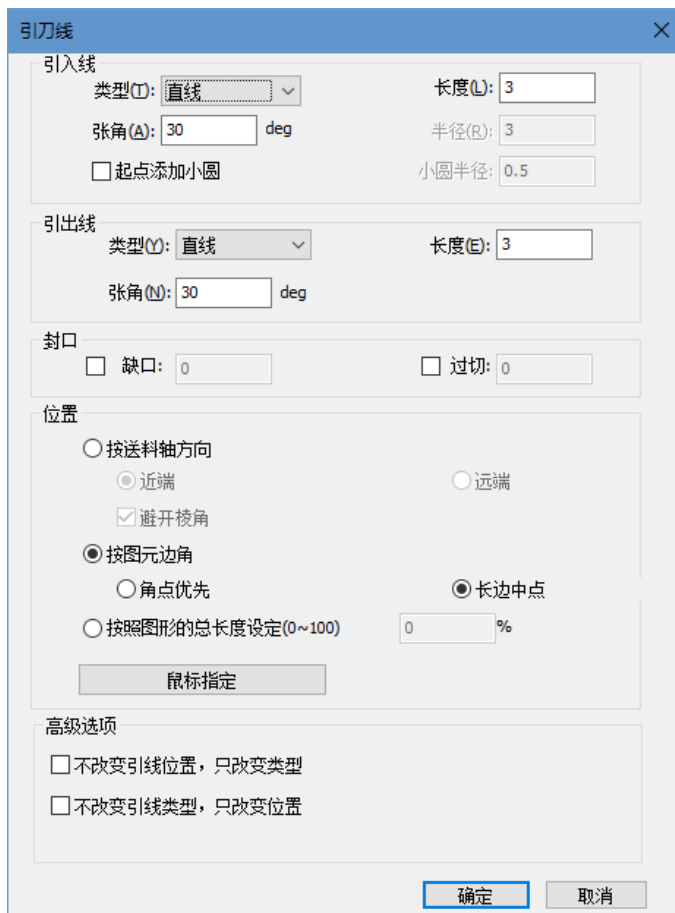 引刀线
引入线
类型(T): 直线 长度(L): 3
张角(A): 30 deg 半径(R): 3
起点添加小圆 小圆半径: 0.5
引出线
类型(Y): 直线 长度(E): 3
张角(N): 30 deg
封口
缺口: 0 过切: 0
位置
按送料轴方向
近端 远端
避开棱角
按图元边角
角点优先 长边中点
按照图形的总长度设定(0~100) 0 %
鼠标指定
高级选项
不改变引线位置，只改变类型
不改变引线类型，只改变位置
确定 取消